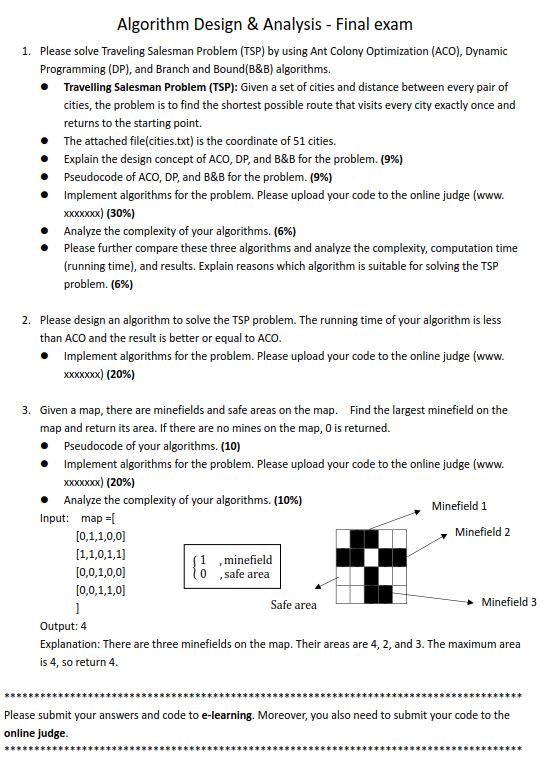 Algorithm Design & Analysis - Final exam
1. Please solve Traveling Salesman Problem (TSP) by using Ant Colony Optimization (ACO), Dynamic
Programming (DP), and Branch and Bound(B&B) algorithms.
● Travelling Salesman Problem (TSP): Given a set of cities and distance between every pair of
cities, the problem is to find the shortest possible route that visits every city exactly once and
returns to the starting point.
● The attached file(cities.txt) is the coordinate of 51 cities.
● Explain the design concept of ACO, DP, and B&B for the problem. (9%)
● Pseudocode of ACO, DP, and B&B for the problem. (9%)
● Implement algorithms for the problem. Please upload your code to the online judge (www.
xxxxxxx) (30%)
● Analyze the complexity of your algorithms. (6%)
● Please further compare these three algorithms and analyze the complexity, computation time
(running time), and results. Explain reasons which algorithm is suitable for solving the TSP
problem. (6%)
2. Please design an algorithm to solve the TSP problem. The running time of your algorithm is less
than ACO and the result is better or equal to ACO.
● Implement algorithms for the problem. Please upload your code to the online judge (www.
xxxxxxx) (20%)
3. Given a map, there are minefields and safe areas on the map. Find the largest minefield on the
map and return its area. If there are no mines on the map, 0 is returned.
● Pseudocode of your algorithms. (10)
● Implement algorithms for the problem. Please upload your code to the online judge (www.
xxxxxxx) (20%)
● Analyze the complexity of your algorithms. (10%)
Input: map =[
[0,1,1,0,0]
[1,1,0,1,1]
[0,0,1,0,0]
[0,0,1,1,0]
]
{1 , minefield
0 , safe area
Minefield 1
Minefield 2
Safe area
Minefield 3
Output: 4
Explanation: There are three minefields on the map. Their areas are 4, 2, and 3. The maximum area
is 4, so return 4.
****************************************************************************************
Please submit your answers and code to e-learning. Moreover, you also need to submit your code to the
online judge.
****************************************************************************************